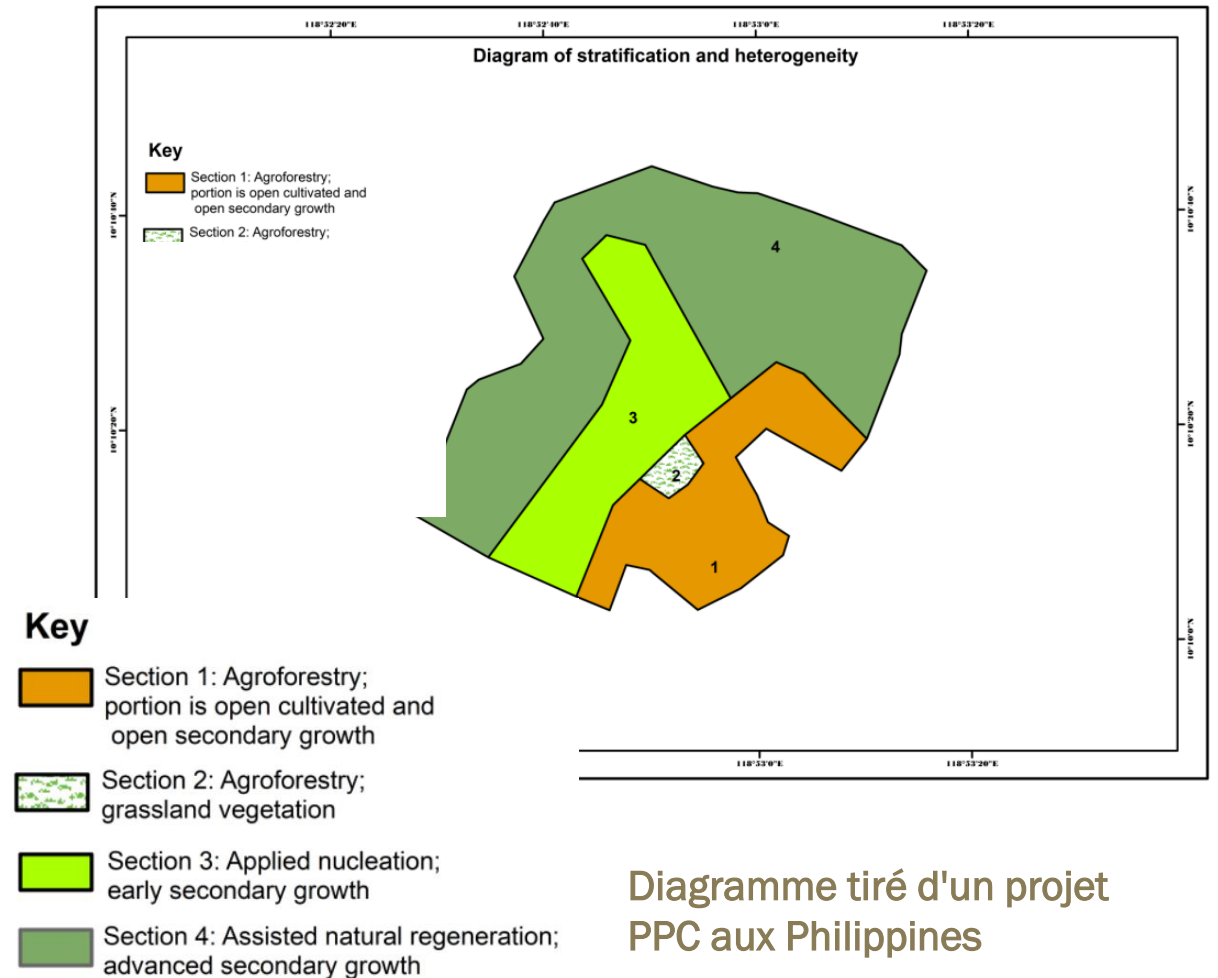 118°52'20"E
118°52'40"E
118°53'0"E
118°53'20"E
Diagram of stratification and heterogeneity
Key
Section 1: Agroforestry;
portion is open cultivated and
open secondary growth
Section 2: Agroforestry;
10°10'40"N
10°10'40"N
4
10°10'20"N
10°10'20"N
3
2
1
10°10'0"N
118°53'0"E
118°53'20"E
Key
Section 1: Agroforestry;
portion is open cultivated and
open secondary growth
Section 2: Agroforestry;
grassland vegetation
Section 3: Applied nucleation;
early secondary growth
Section 4: Assisted natural regeneration;
advanced secondary growth
Diagramme tiré d'un projet
PPC aux Philippines